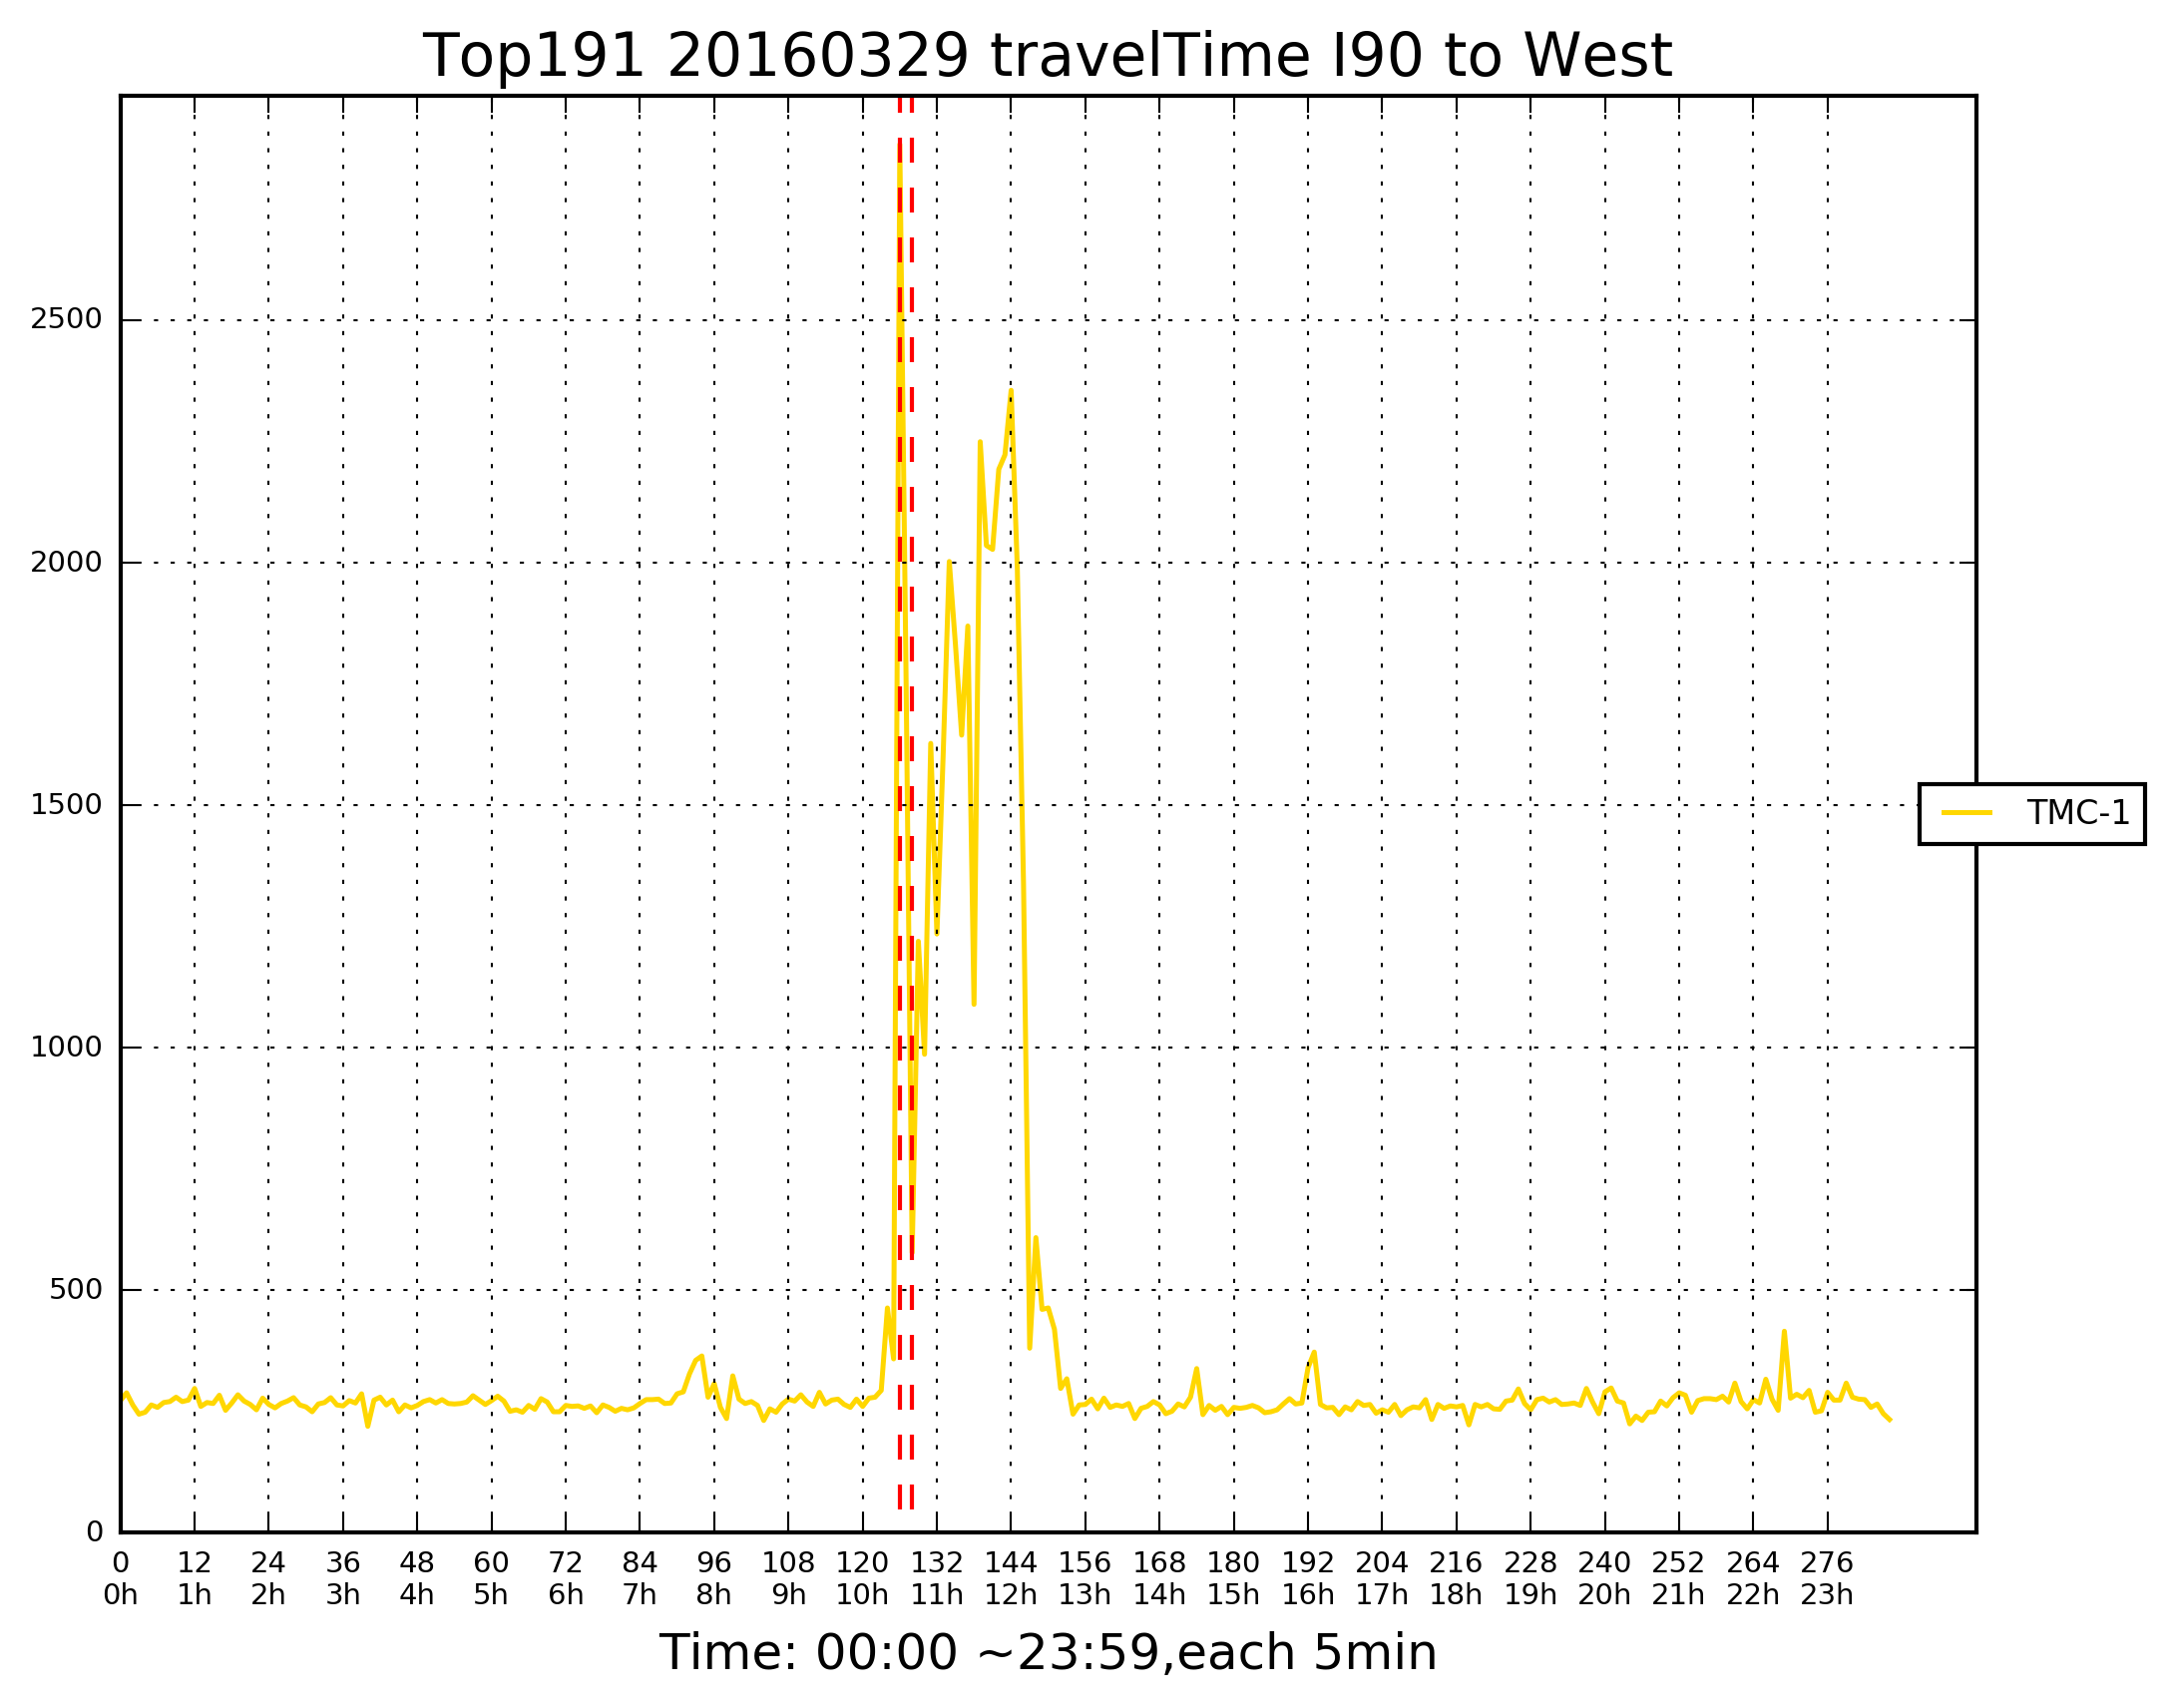 Top191 20160329 travelTime I90 to West
2500
2000
1500
1000
500
0
TMC-1
0 12 24 36 48 60 72 84 96 108 120 132 144 156 168 180 192 204 216 228 240 252 264 276
0h 1h 2h 3h 4h 5h 6h 7h 8h 9h 10h 11h 12h 13h 14h 15h 16h 17h 18h 19h 20h 21h 22h 23h
Time: 00:00 ~23:59,each 5min